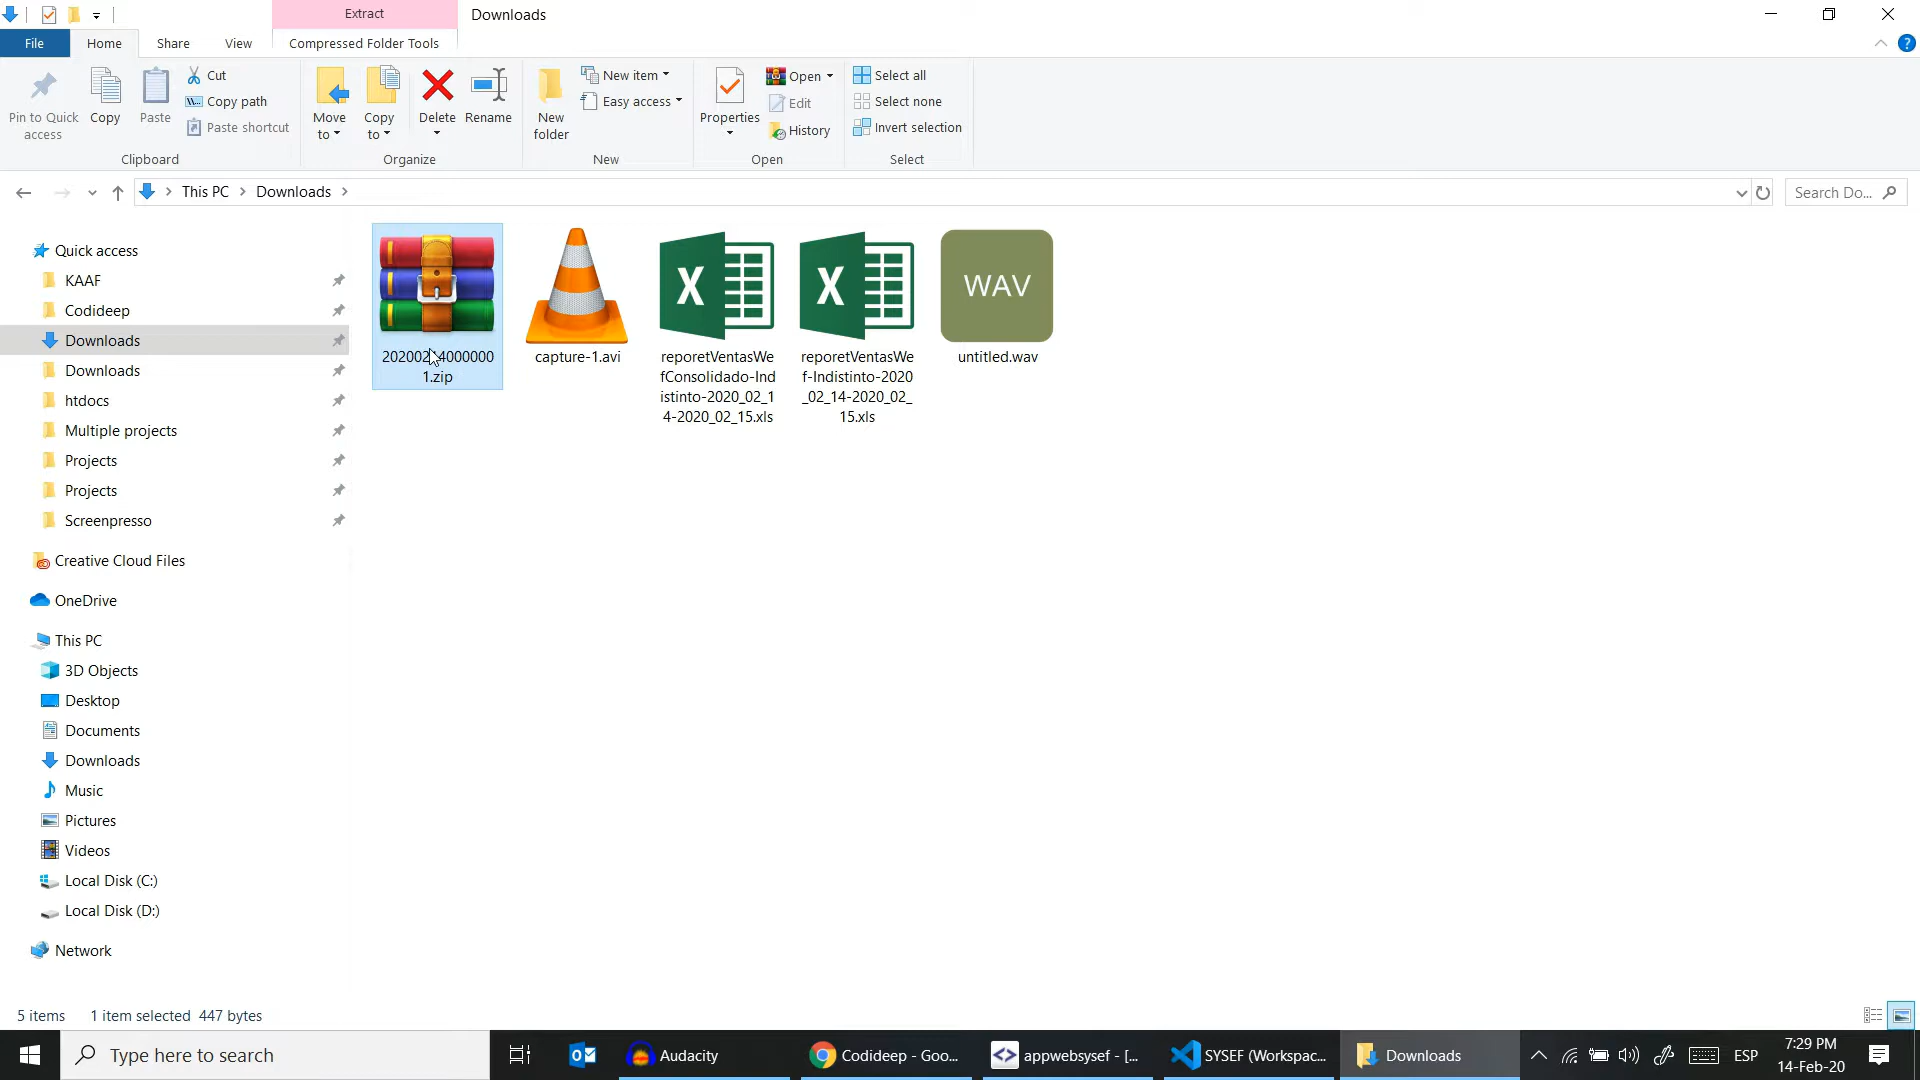 Extract
Downloads
File
Home
Share
View
Compressed Folder Tools
Pin to Quick
access
Copy
Paste
Cut
Copy path
Paste shortcut
Clipboard
Move
to
Copy
to
Delete
Rename
Organize
New
folder
New item
Easy access
New
Properties
Open
Edit
History
Open
Select all
Select none
Invert selection
Select
This PC
Downloads
Search Do...
Quick access
KAAF
Codideep
Downloads
Downloads
htdocs
Multiple projects
Projects
Projects
Screenpresso
Creative Cloud Files
OneDrive
This PC
3D Objects
Desktop
Documents
Downloads
Music
Pictures
Videos
Local Disk (C:)
Local Disk (D:)
Network
1.zip
capture-1.avi
X
reporetVentasWe
fConsolidado-Ind
istinto-2020_02_1
4-2020_02_15.xls
X
reporetVentasWe
f-Indistinto-2020
_02_14-2020_02_
15.xls
WAV
untitled.wav
5 items
1 item selected 447 bytes
Type here to search
Audacity
Codideep - Goo...
appwebsysef - [...
SYSEF (Workspac...
Downloads
ESP
7:29 PM
14-Feb-20